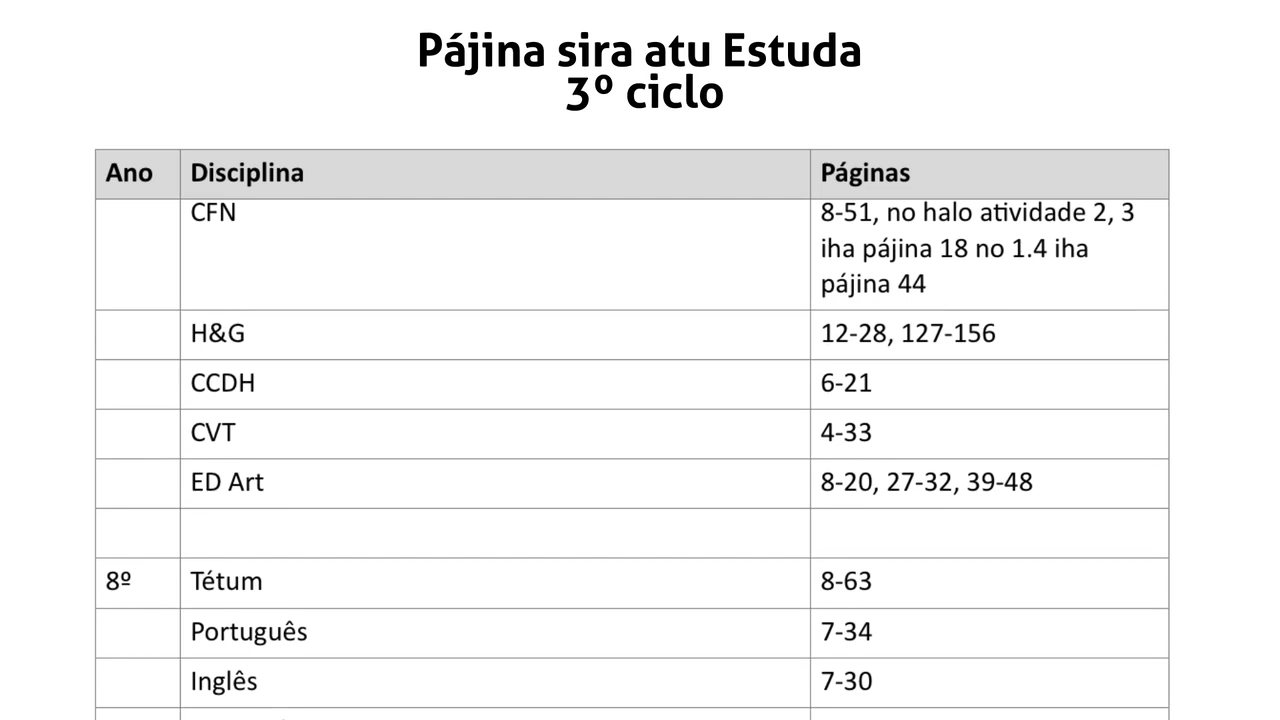 Pájina sira atu Estuda
3º ciclo
Ano Disciplina Páginas
CFN 8-51, no halo atividade 2, 3
iha pájina 18 no 1.4 iha
pájina 44
H&G 12-28, 127-156
CCDH 6-21
CVT 4-33
ED Art 8-20, 27-32, 39-48
8º Tétum 8-63
Português 7-34
Inglês 7-30